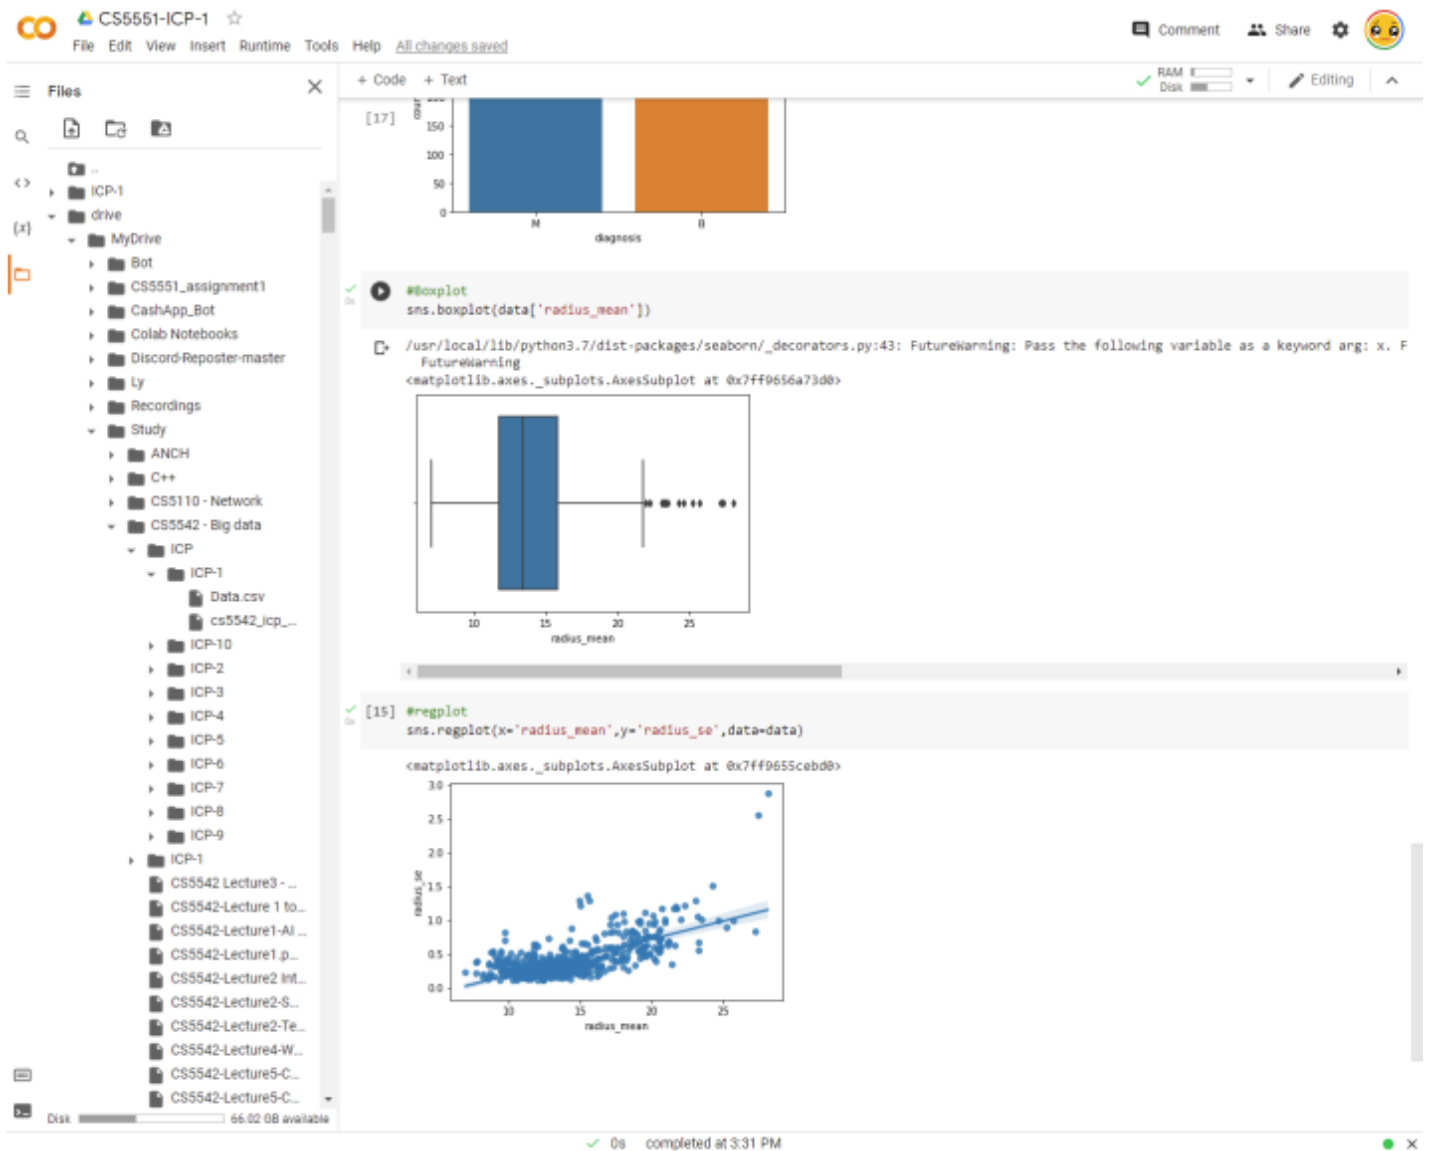 CS5551-ICP-1
Comment Share
File Edit View Insert Runtime Tools Help All changes saved
Files
+ Code + Text
RAM
Disk
Editing
..
ICP-1
drive
MyDrive
Bot
CS5551_assignment1
CashApp_Bot
Colab Notebooks
Discord-Reposter-master
Ly
Recordings
Study
ANCH
C++
CS5110 - Network
CS5542 - Big data
ICP
ICP-1
Data.csv
cs5542_icp_...
ICP-10
ICP-2
ICP-3
ICP-4
ICP-5
ICP-6
ICP-7
ICP-8
ICP-9
ICP-1
CS5542 Lecture3 - ...
CS5542-Lecture 1 to...
CS5542-Lecture1-AI ...
CS5542-Lecture1.p...
CS5542-Lecture2 Int...
CS5542-Lecture2-S...
CS5542-Lecture2-Te...
CS5542-Lecture4-W...
CS5542-Lecture5-C...
CS5542-Lecture5-C...
Disk 66.02 GB available
[17]
150
100
50
0
M B
diagnosis
0s
#Boxplot
sns.boxplot(data['radius_mean'])
/usr/local/lib/python3.7/dist-packages/seaborn/_decorators.py:43: FutureWarning: Pass the following variable as a keyword arg: x. F
FutureWarning
<matplotlib.axes._subplots.AxesSubplot at 0x7ff9656a73d0>
10 15 20 25
radius_mean
0s
[15] #regplot
sns.regplot(x='radius_mean',y='radius_se',data=data)
<matplotlib.axes._subplots.AxesSubplot at 0x7ff9655cebd0>
3.0
2.5
2.0
1.5
1.0
0.5
0.0
radius_se
10 15 20 25
radius_mean
0s completed at 3:31 PM